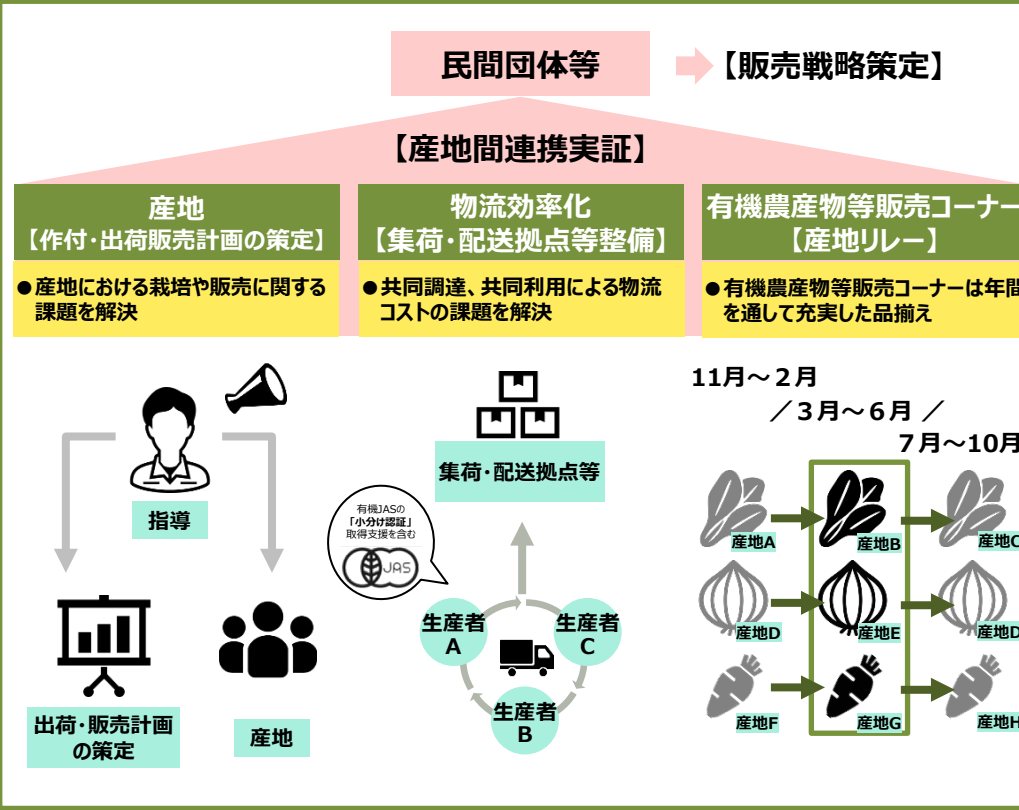 民間団体等
【販売戦略策定】
【産地間連携実証】
産地
【作付・出荷販売計画の策定】
●産地における栽培や販売に関する
課題を解決
物流効率化
【集荷・配送拠点等整備】
●共同調達、共同利用による物流
コストの課題を解決
有機農産物等販売コーナー
【産地リレー】
●有機農産物等販売コーナーは年間
を通して充実した品揃え
指導
出荷・販売計画
の策定
産地
集荷・配送拠点等
有機JASの
「小分け認証」
取得支援を含む
JAS
生産者
A
生産者
C
生産者
B
11月～２月
／３月～６月 ／
７月～10月
産地A
産地B
産地C
産地D
産地E
産地D
産地F
産地G
産地H